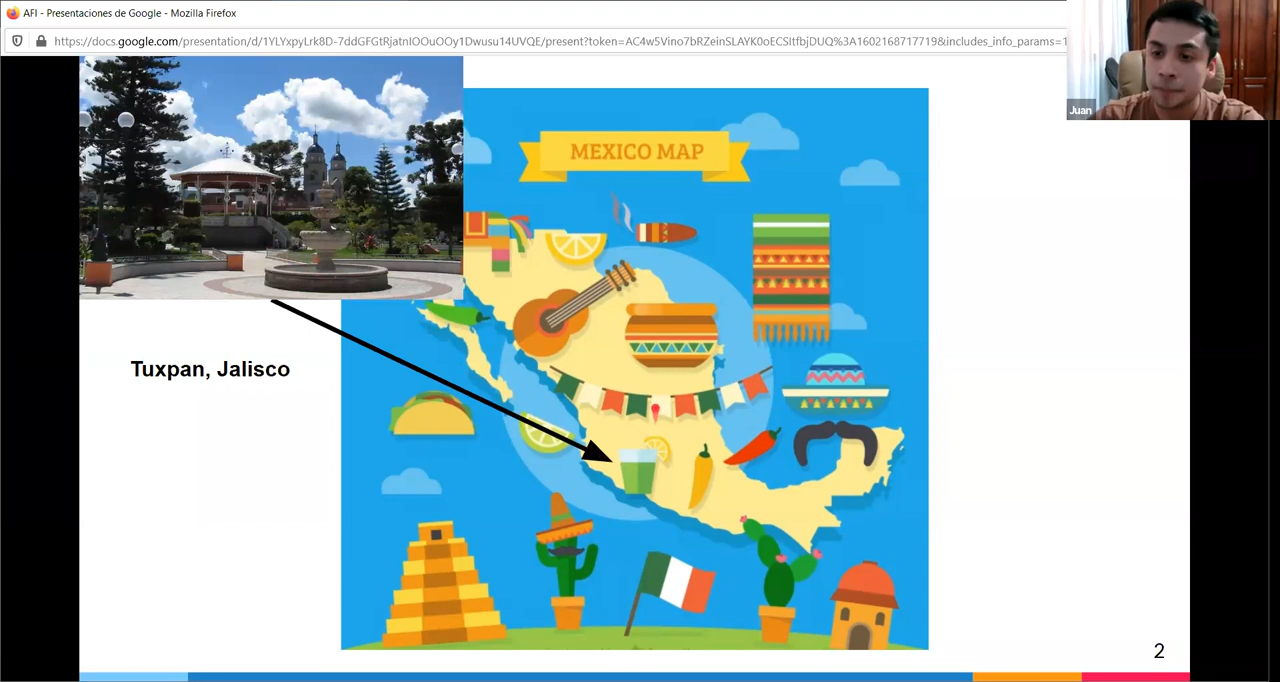 AFI - Presentaciones de Google - Mozilla Firefox
https://docs.google.com/presentation/d/1YLYxpyLrk8D-7ddGFGtRjatnIOOuOOy1Dwusu14UVQE/present?token=AC4w5Vino7bRZeinSLAYK0oECSItfbjDUQ%3A1602168717719&includes_info_params=1
Juan
MEXICO MAP
Tuxpan, Jalisco
2